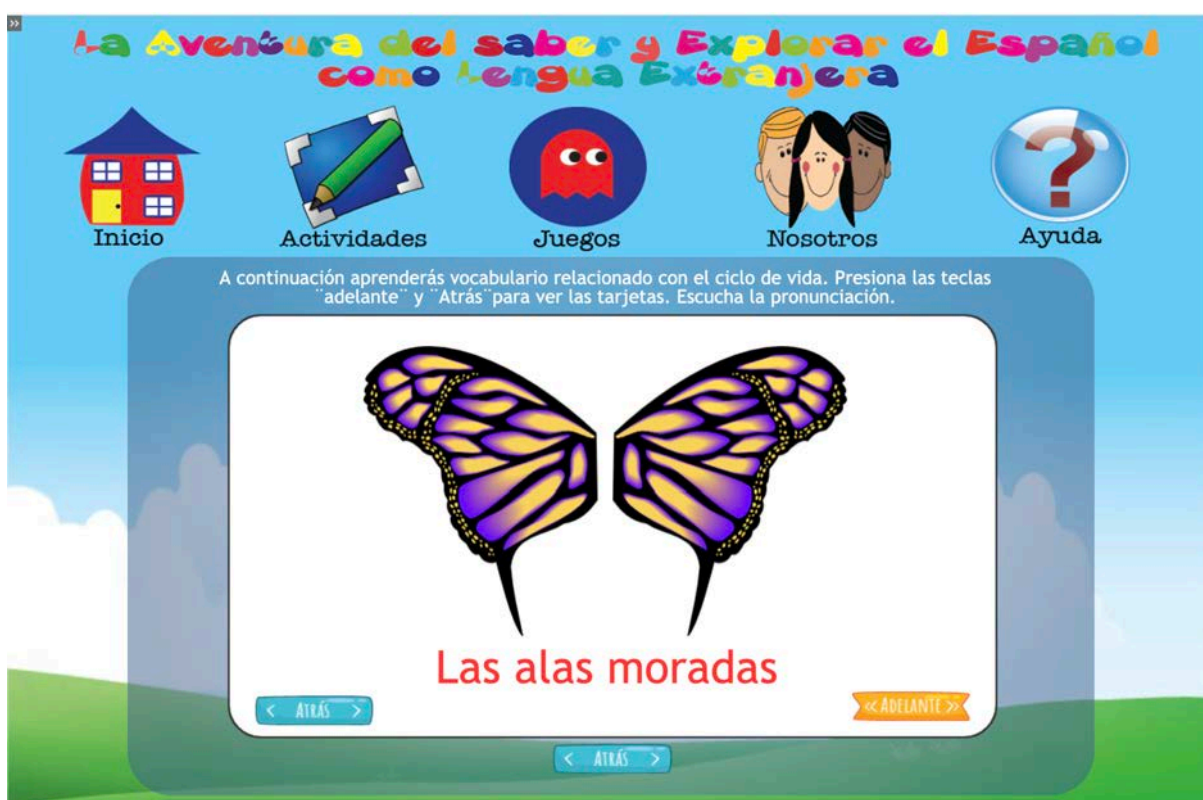 »
La Aventura del saber y Explorar el Español
como Lengua Extranjera
Inicio
Actividades
Juegos
Nosotros
Ayuda
A continuación aprenderás vocabulario relacionado con el ciclo de vida. Presiona las teclas
¨adelante¨ y ¨Atrás¨para ver las tarjetas. Escucha la pronunciación.
Las alas moradas
< Atrás >
« Adelante »
< Atrás >